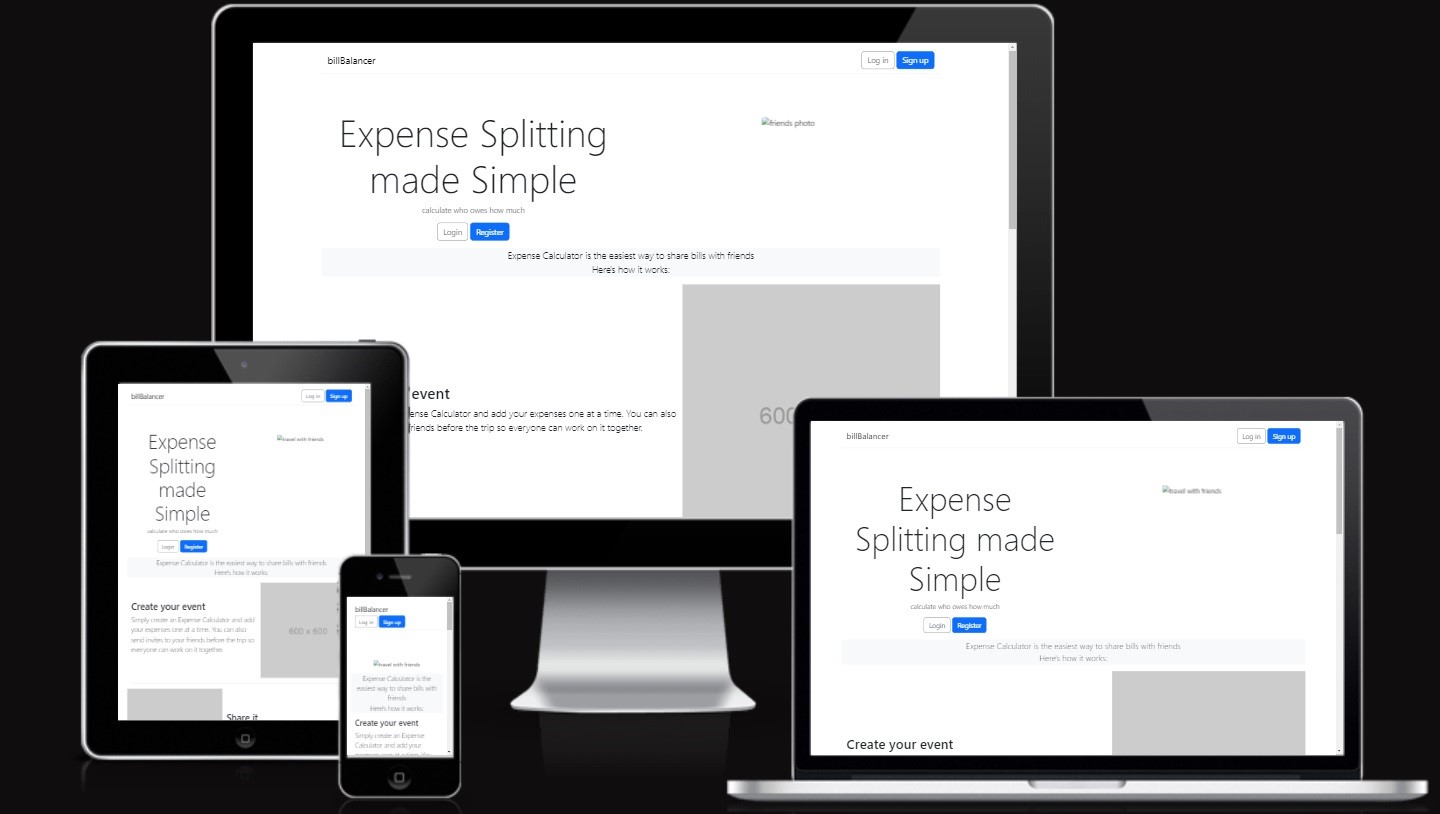 billBalancer
Log in
Sign up
Expense Splitting
made Simple
friends photo
calculate who owes how much
Login
Register
Expense Calculator is the easiest way to share bills with friends
Here's how it works:
event
ense Calculator and add your expenses one at a time. You can also
friends before the trip so everyone can work on it together.
600
billBalancer
Log in
Sign up
Expense
Splitting
made
Simple
travel with friends
calculate who owes how much
Login
Register
Expense Calculator is the easiest way to share bills with friends
Here's how it works:
Create your event
Simply create an Expense Calculator and add
your expenses one at a time. You can also
send invites to your friends before the trip so
everyone can work on it together.
600 x 600
Share it
billBalancer
Log in
Sign up
travel with friends
Expense Calculator is the
easiest way to share bills with
friends
Here's how it works:
Create your event
Simply create an Expense
Calculator and add your
billBalancer
Log in
Sign up
Expense
Splitting made
Simple
travel with friends
calculate who owes how much
Login
Register
Expense Calculator is the easiest way to share bills with friends
Here's how it works:
Create your event